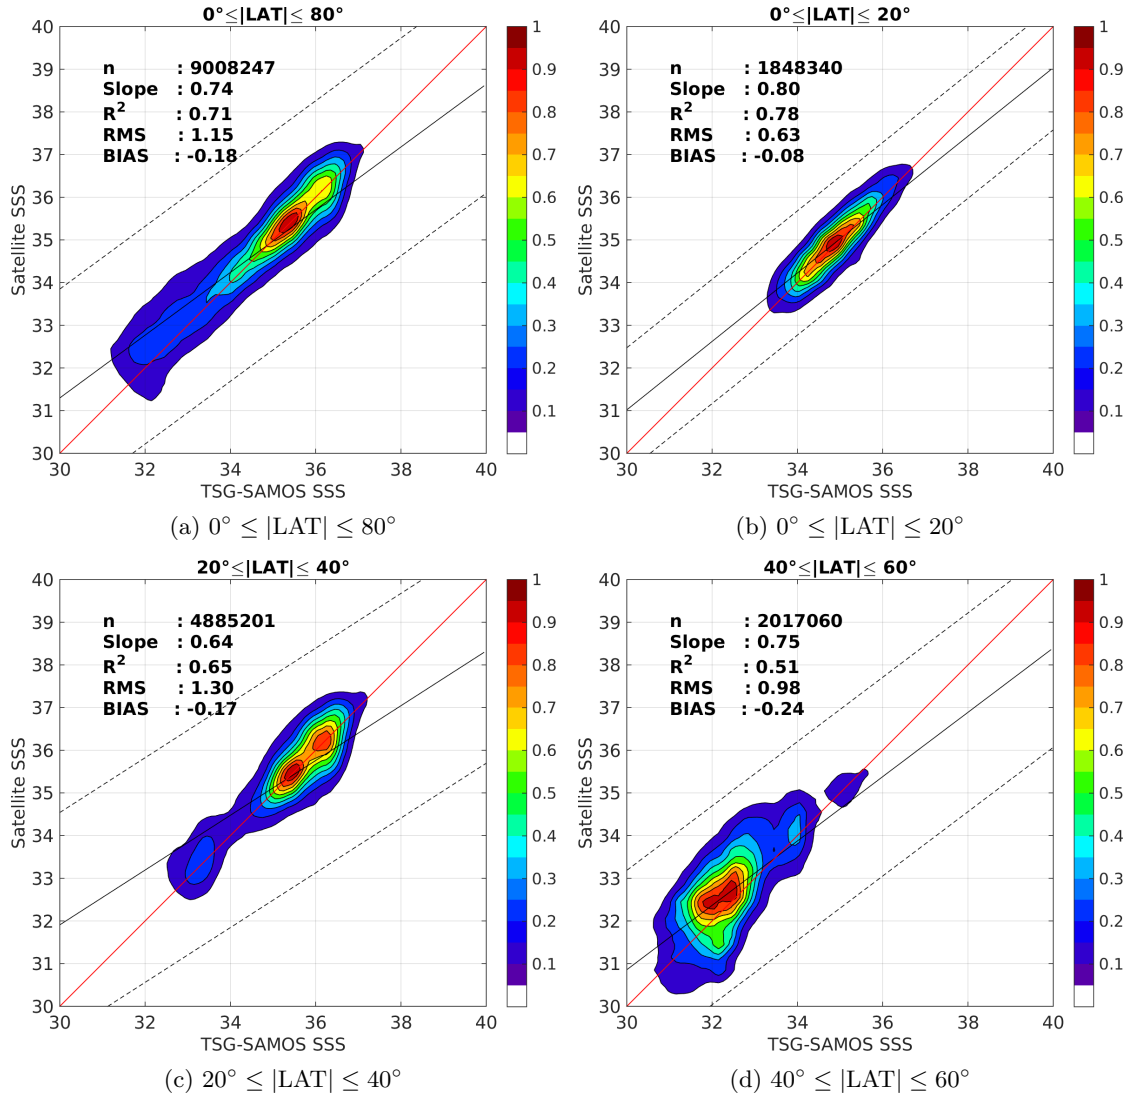 0°≤|LAT|≤ 80°
n : 9008247
Slope : 0.74
R² : 0.71
RMS : 1.15
BIAS : -0.18
40
39
38
37
36
35
34
33
32
31
30
Satellite SSS
30 32 34 36 38 40
TSG-SAMOS SSS
1
0.9
0.8
0.7
0.6
0.5
0.4
0.3
0.2
0.1
(a) 0° ≤ |LAT| ≤ 80°
0°≤|LAT|≤ 20°
n : 1848340
Slope : 0.80
R² : 0.78
RMS : 0.63
BIAS : -0.08
40
39
38
37
36
35
34
33
32
31
30
Satellite SSS
30 32 34 36 38 40
TSG-SAMOS SSS
1
0.9
0.8
0.7
0.6
0.5
0.4
0.3
0.2
0.1
(b) 0° ≤ |LAT| ≤ 20°
20°≤|LAT|≤ 40°
n : 4885201
Slope : 0.64
R² : 0.65
RMS : 1.30
BIAS : -0.17
40
39
38
37
36
35
34
33
32
31
30
Satellite SSS
30 32 34 36 38 40
TSG-SAMOS SSS
1
0.9
0.8
0.7
0.6
0.5
0.4
0.3
0.2
0.1
(c) 20° ≤ |LAT| ≤ 40°
40°≤|LAT|≤ 60°
n : 2017060
Slope : 0.75
R² : 0.51
RMS : 0.98
BIAS : -0.24
40
39
38
37
36
35
34
33
32
31
30
Satellite SSS
30 32 34 36 38 40
TSG-SAMOS SSS
1
0.9
0.8
0.7
0.6
0.5
0.4
0.3
0.2
0.1
(d) 40° ≤ |LAT| ≤ 60°